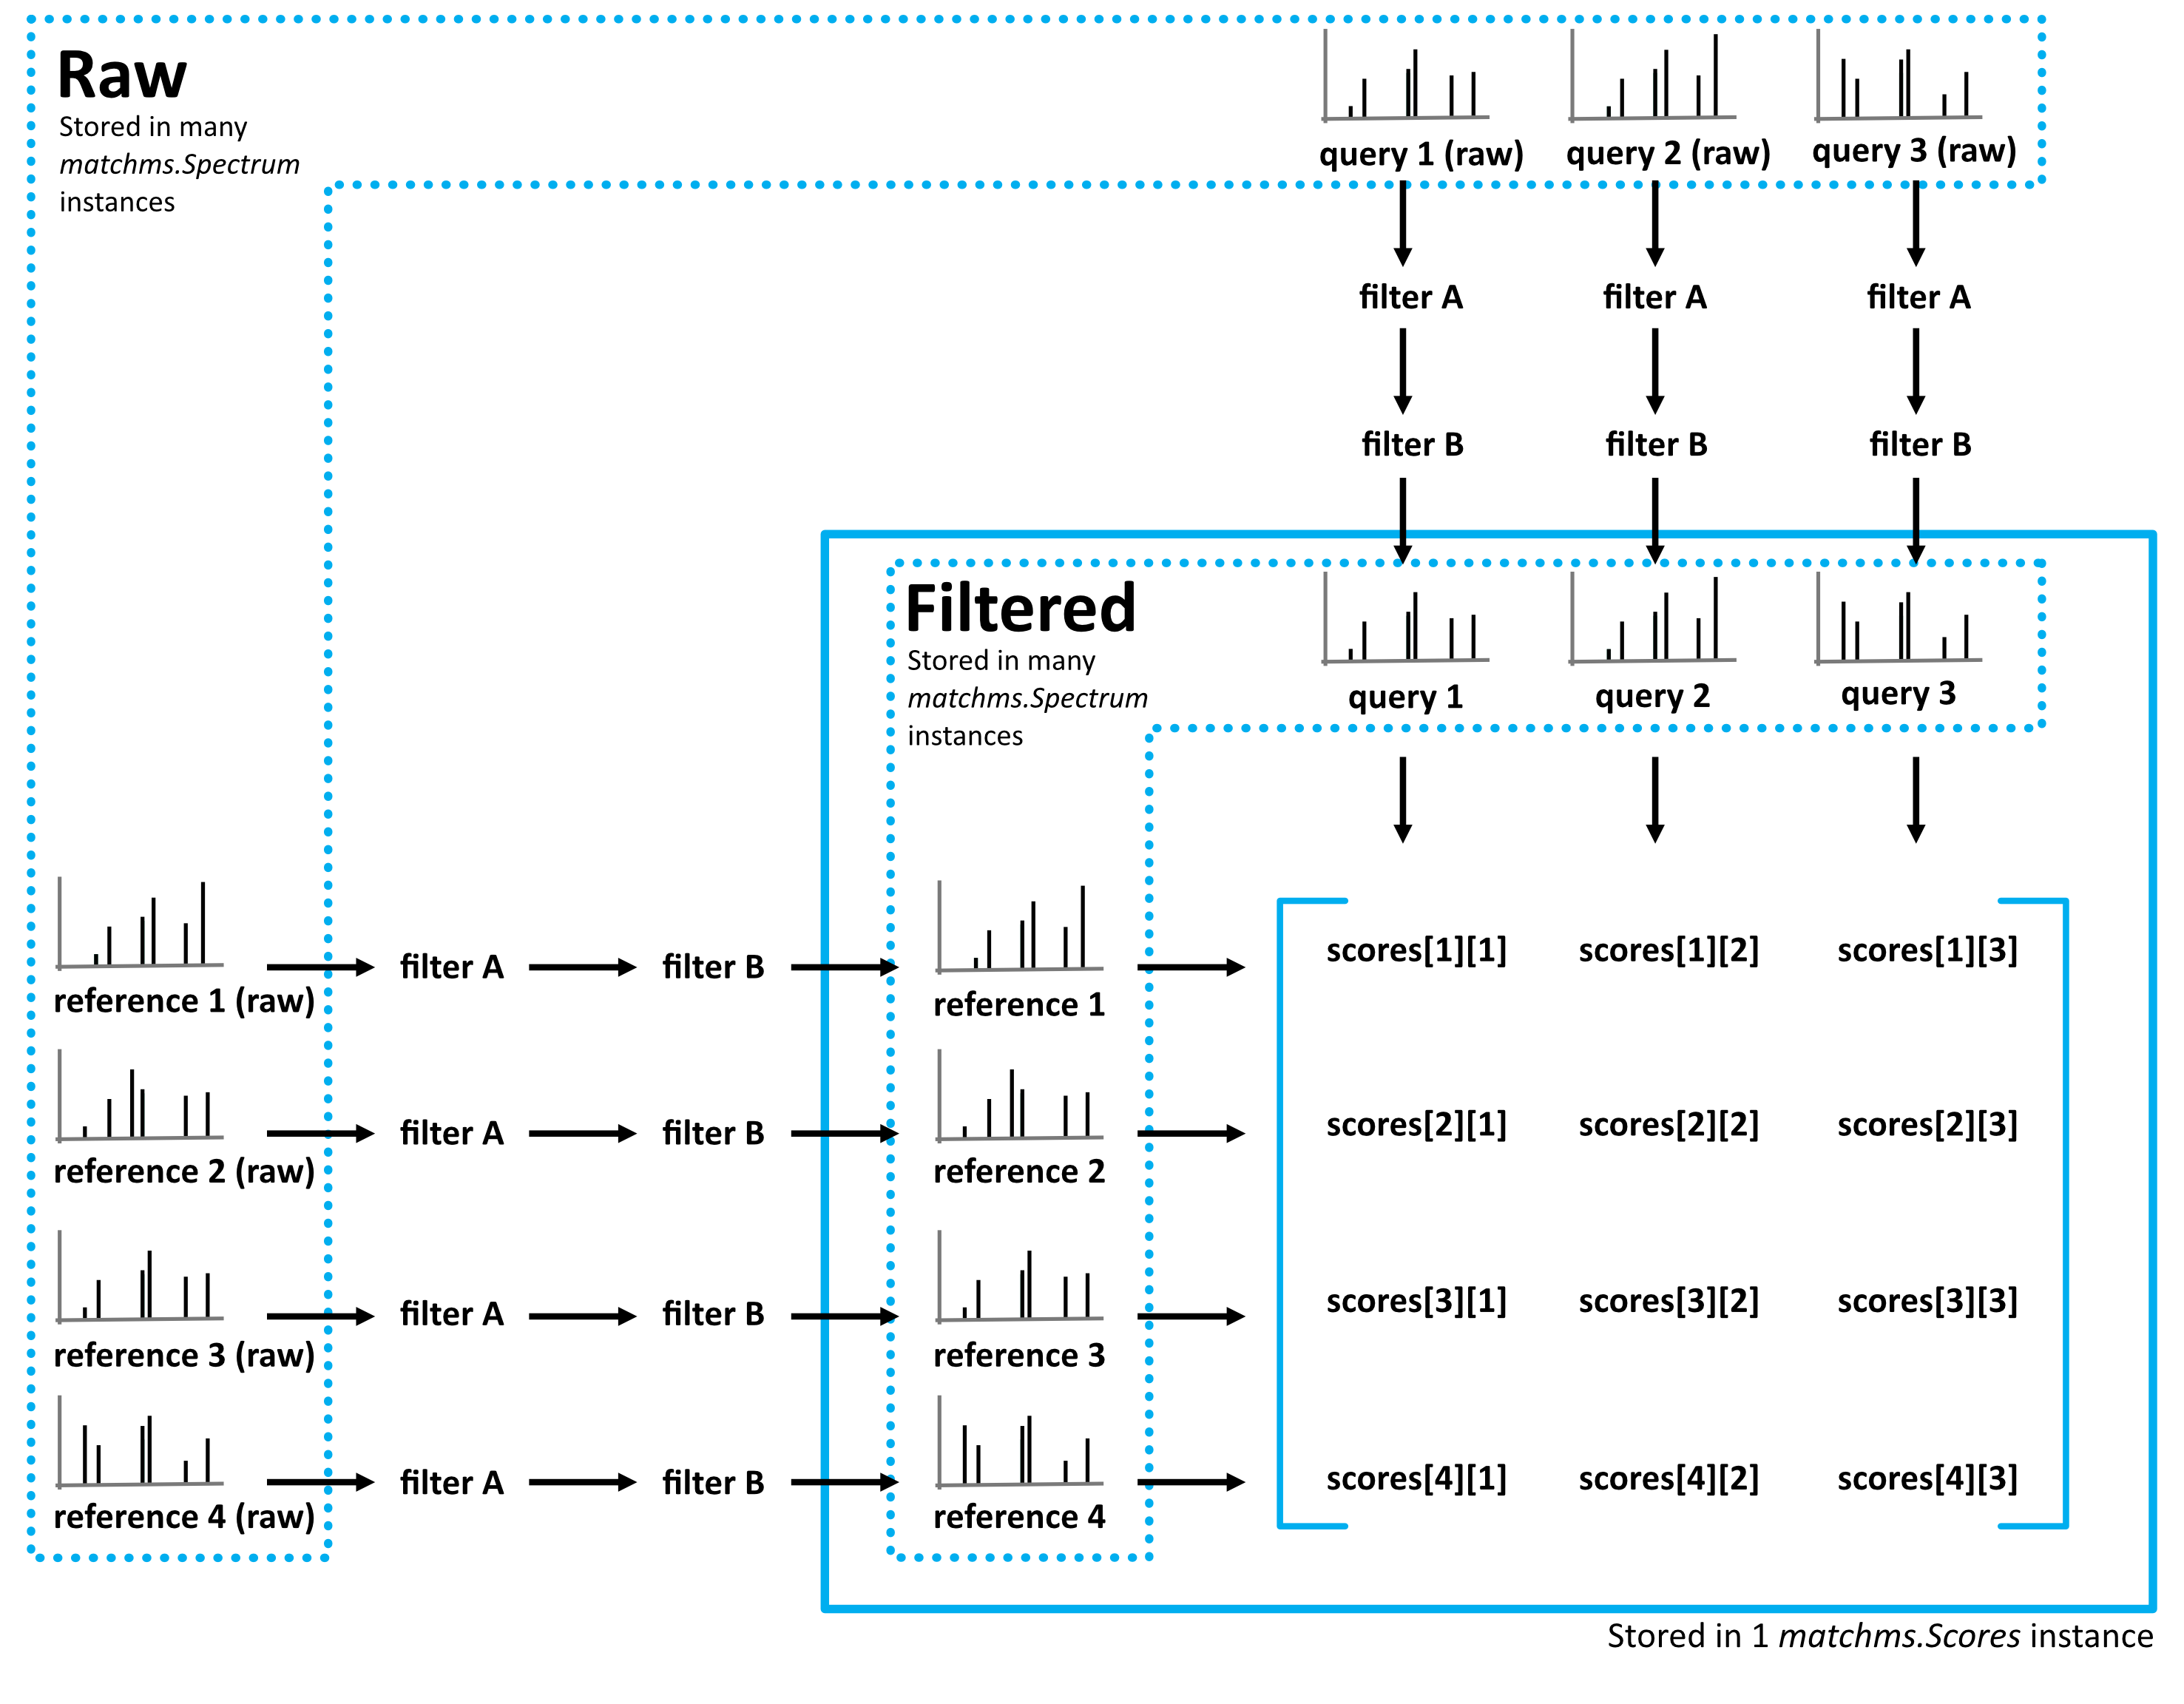 Raw
Stored in many
matchms.Spectrum
instances
query 1 (raw)
query 2 (raw)
query 3 (raw)
filter A
filter A
filter A
filter B
filter B
filter B
Filtered
Stored in many
matchms.Spectrum
instances
query 1
query 2
query 3
reference 1 (raw)
filter A
filter B
reference 1
scores[1][1]
scores[1][2]
scores[1][3]
reference 2 (raw)
filter A
filter B
reference 2
scores[2][1]
scores[2][2]
scores[2][3]
reference 3 (raw)
filter A
filter B
reference 3
scores[3][1]
scores[3][2]
scores[3][3]
reference 4 (raw)
filter A
filter B
reference 4
scores[4][1]
scores[4][2]
scores[4][3]
Stored in 1 matchms.Scores instance